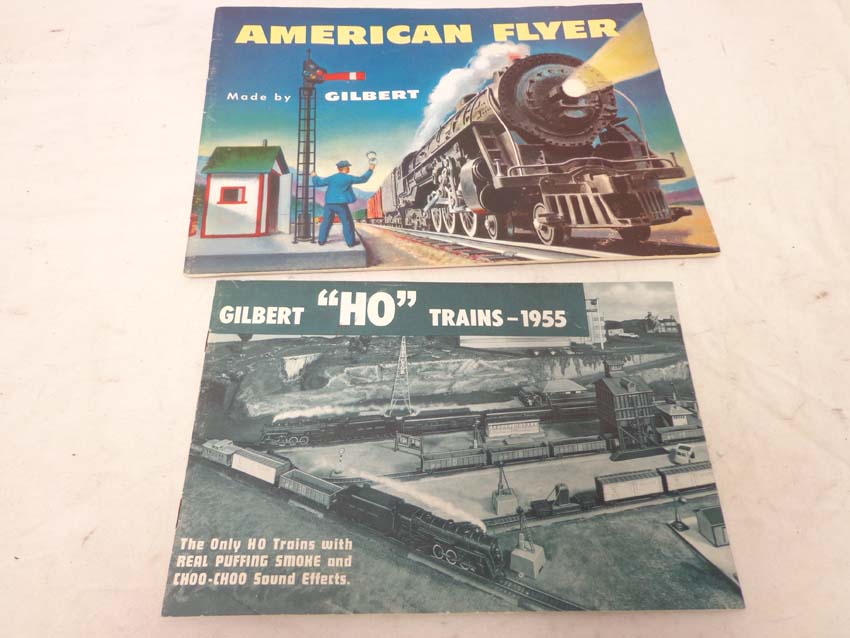 AMERICAN FLYER
Made by GILBERT
GILBERT "HO" TRAINS – 1955
The Only HO Trains with
REAL PUFFING SMOKE and
CHOO-CHOO Sound Effects.